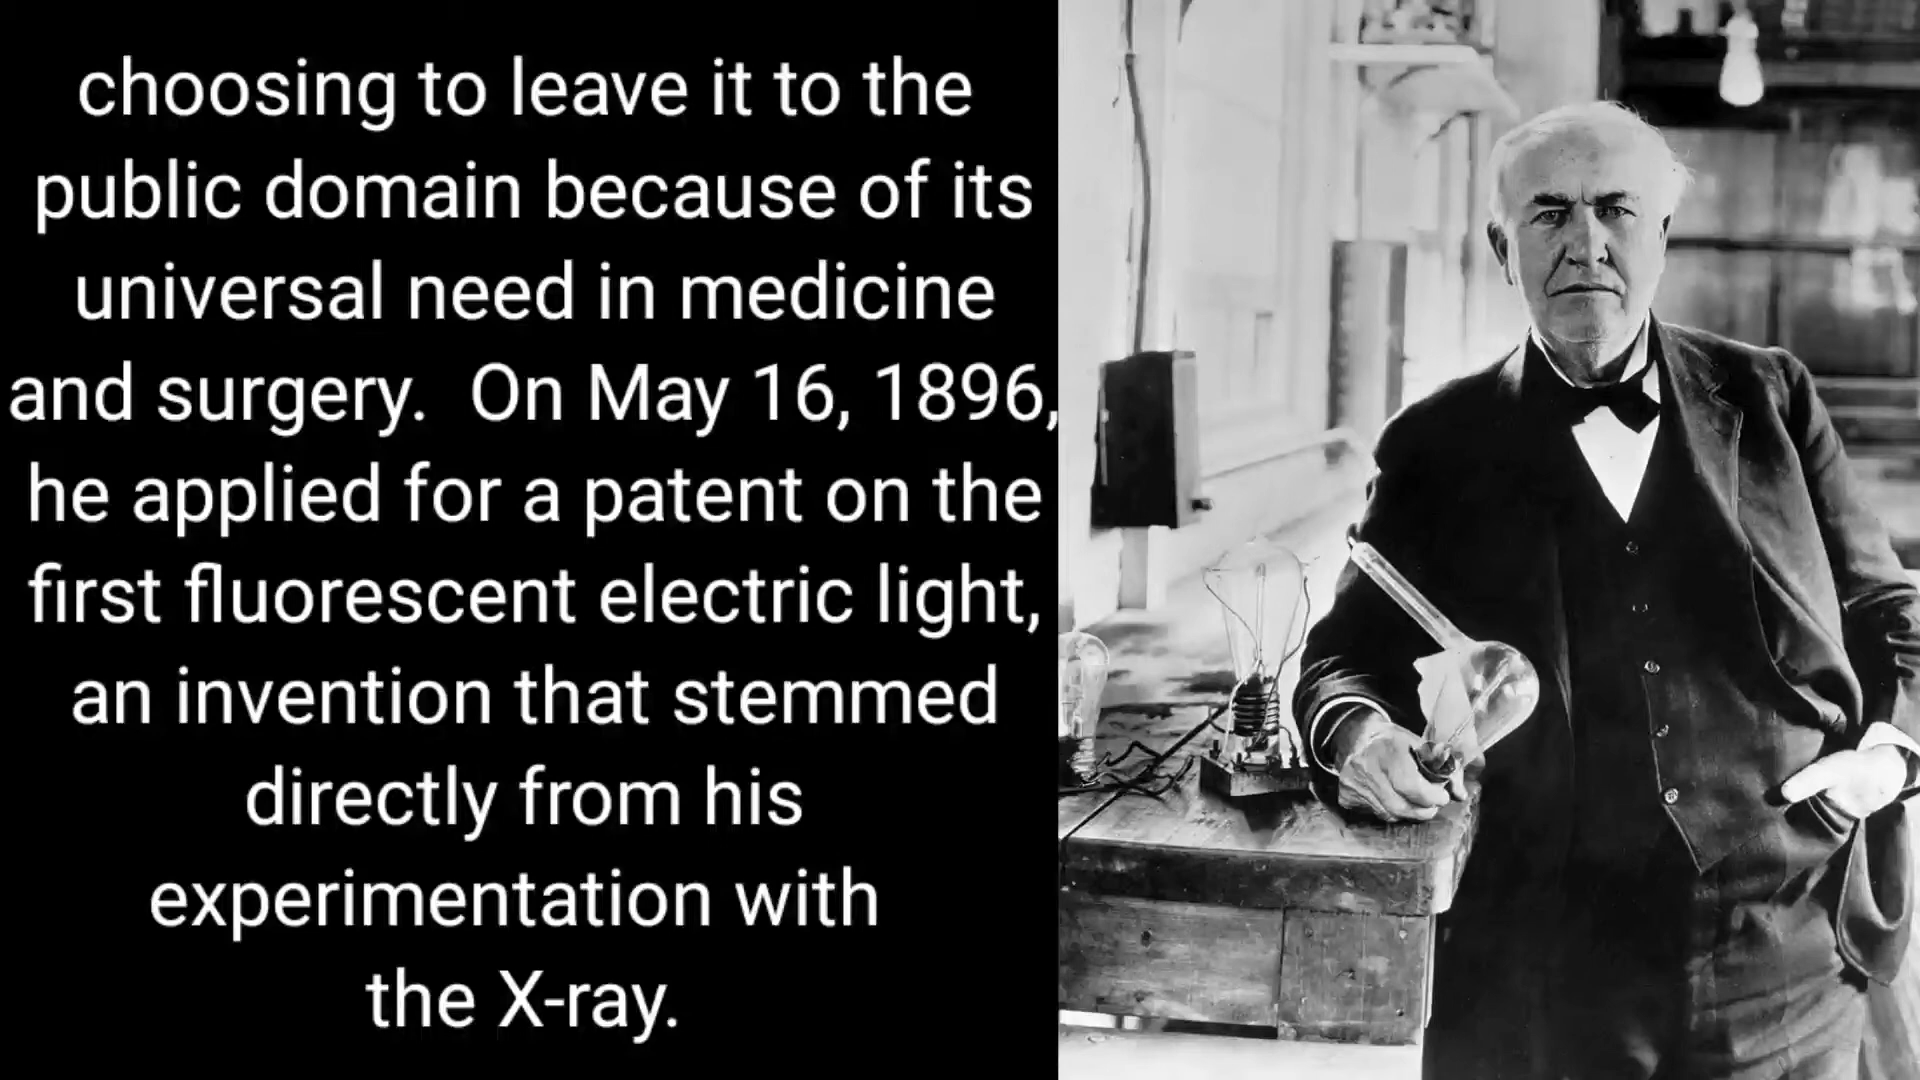 choosing to leave it to the
public domain because of its
universal need in medicine
and surgery.  On May 16, 1896,
he applied for a patent on the
first fluorescent electric light,
an invention that stemmed
directly from his
experimentation with
the X-ray.